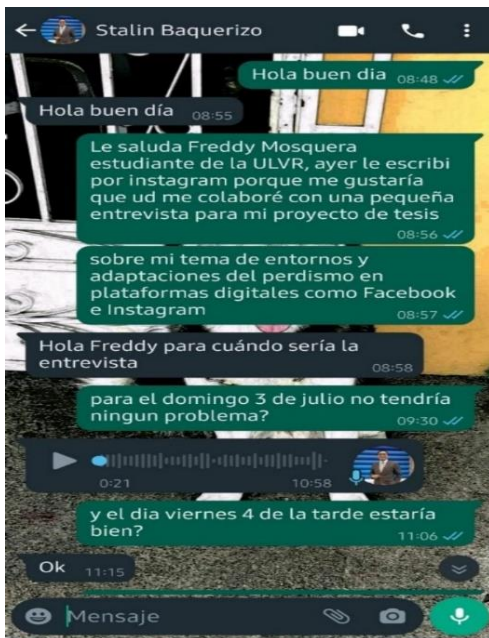 Stalin Baquerizo
Hola buen dia 08:48
Hola buen día 08:55
Le saluda Freddy Mosquera
estudiante de la ULVR, ayer le escribi
por instagram porque me gustaría
que ud me colaboré con una pequeña
entrevista para mi proyecto de tesis
08:56
sobre mi tema de entornos y
adaptaciones del perdismo en
plataformas digitales como Facebook
e Instagram 08:57
Hola Freddy para cuándo sería la
entrevista 08:58
para el domingo 3 de julio no tendría
ningun problema? 09:30
0:21 10:58
y el dia viernes 4 de la tarde estaría
bien? 11:06
Ok 11:15
Mensaje